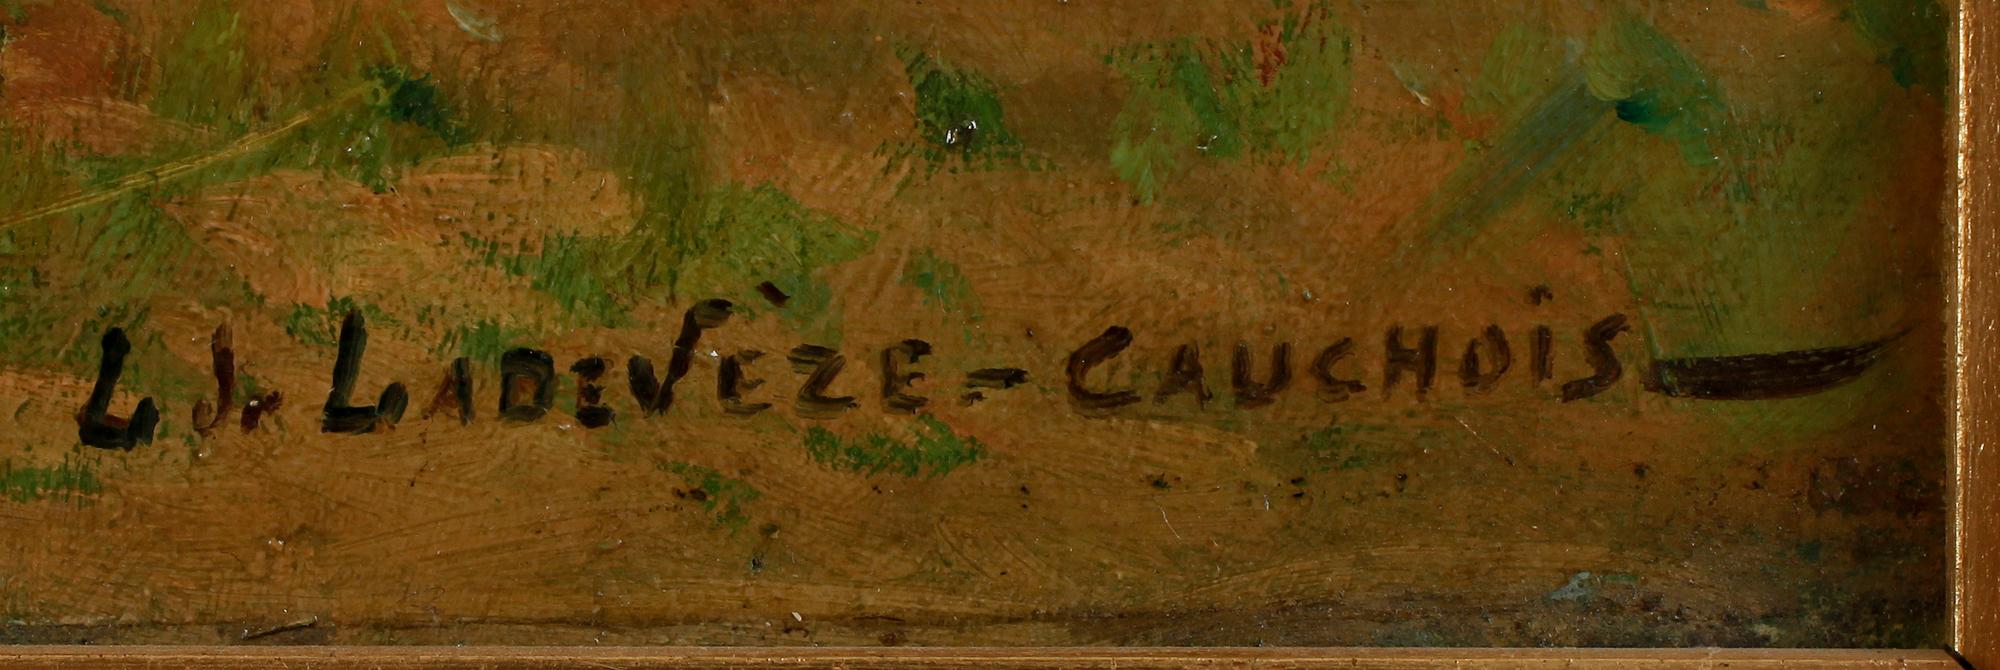 L. J. LADEVÈZE=CAUCHOIS